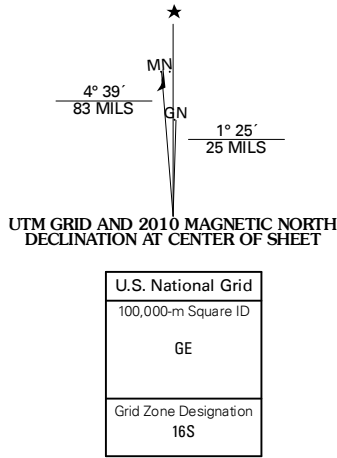 MN
4° 39´
83 MILS
GN
1° 25´
25 MILS
UTM GRID AND 2010 MAGNETIC NORTH
DECLINATION AT CENTER OF SHEET
U.S. National Grid
100,000-m Square ID
GE
Grid Zone Designation
16S